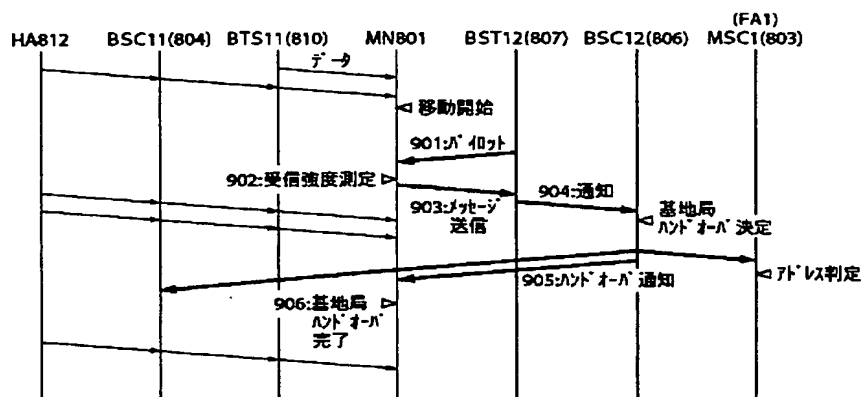 (FA1)
HA812 BSC11(804) BTS11(810) MN801 BST12(807) BSC12(806) MSC1(803)
データ
移動開始
901:パイロット
902:受信強度測定
903:メッセージ
送信
904:通知
基地局
ハンドオーバ決定
905:ハンドオーバ通知
アドレス判定
906:基地局
ハンドオーバ
完了